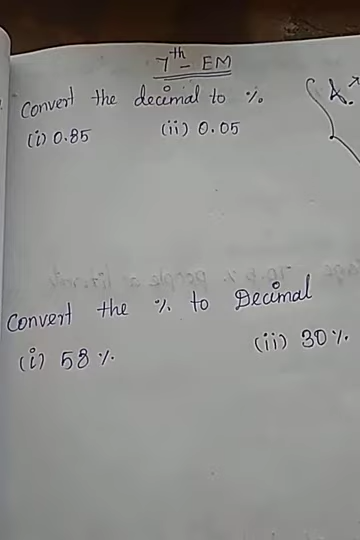 7th - EM
Convert the decimal to %
(i) 0.85 (ii) 0.05
Convert the % to Decimal
(i) 58 % (ii) 30 %